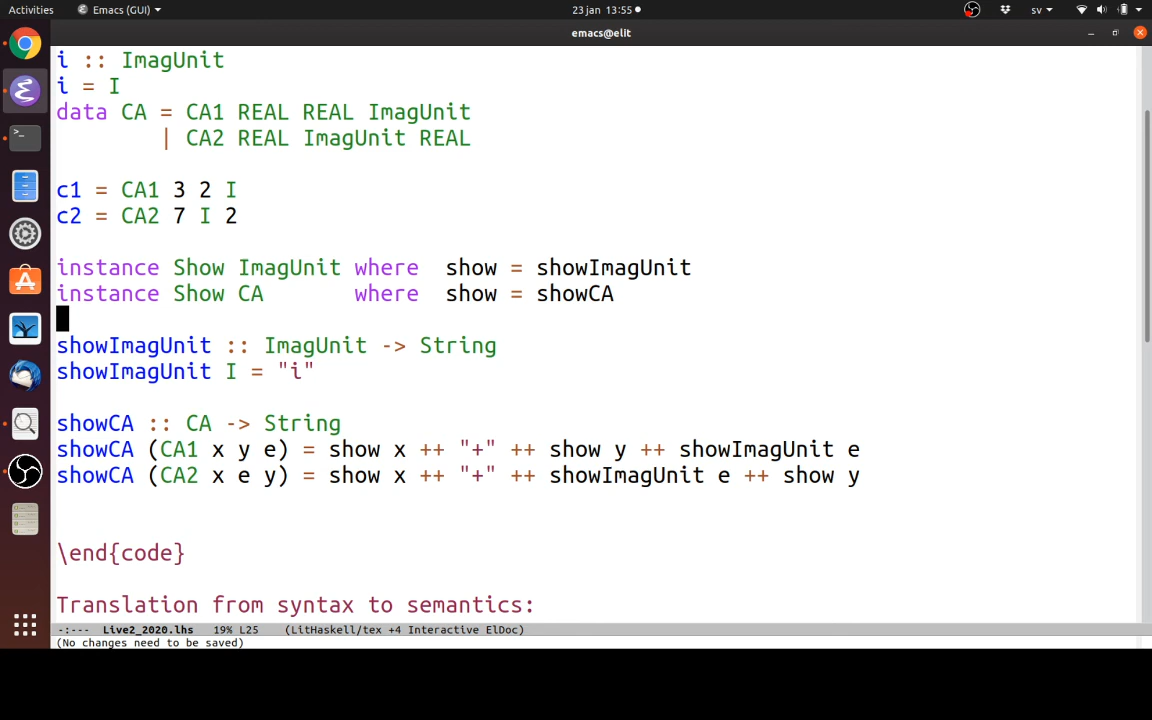 Activities Emacs (GUI) 23 jan 13:55 sv
emacs@elit
i :: ImagUnit
i = I
data CA = CA1 REAL REAL ImagUnit
| CA2 REAL ImagUnit REAL
c1 = CA1 3 2 I
c2 = CA2 7 I 2
instance Show ImagUnit where show = showImagUnit
instance Show CA where show = showCA
showImagUnit :: ImagUnit -> String
showImagUnit I = "i"
showCA :: CA -> String
showCA (CA1 x y e) = show x ++ "+" ++ show y ++ showImagUnit e
showCA (CA2 x e y) = show x ++ "+" ++ showImagUnit e ++ show y
\end{code}
Translation from syntax to semantics:
-:--- Live2_2020.lhs 19% L25 (LitHaskell/tex +4 Interactive ElDoc)
(No changes need to be saved)